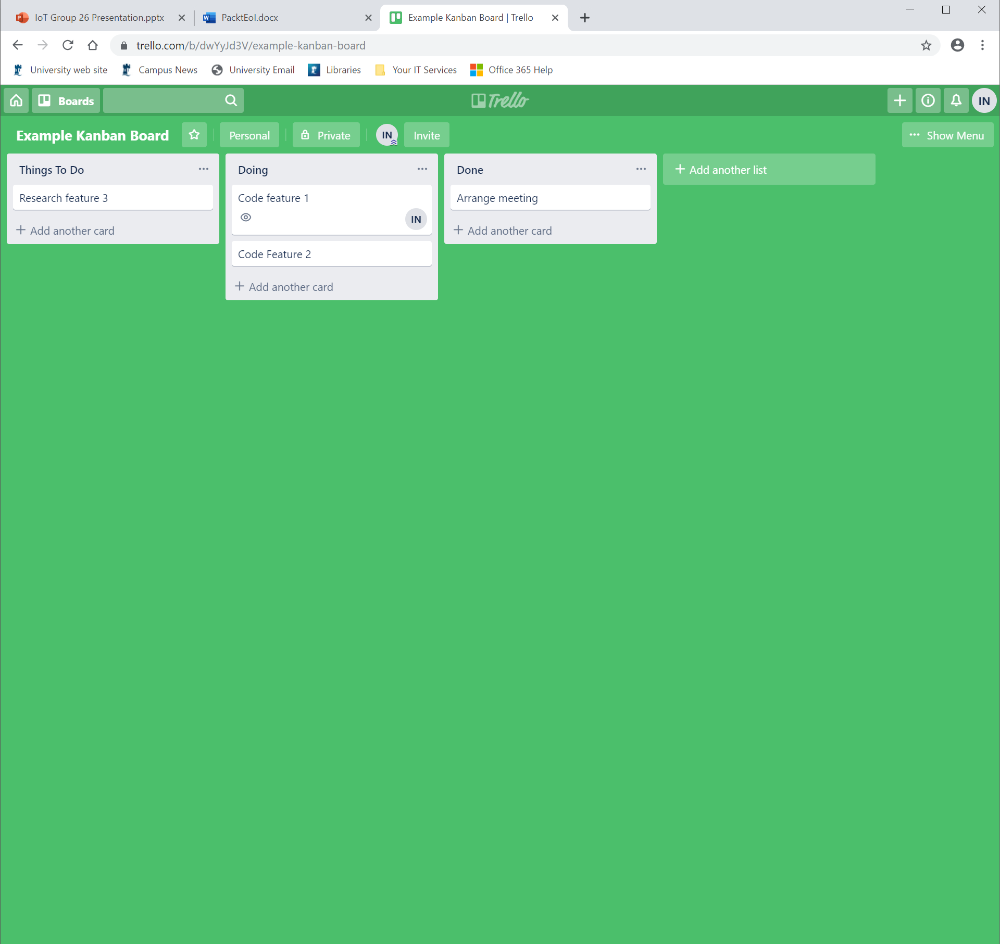 IoT Group 26 Presentation.pptx
PacktEoI.docx
Example Kanban Board | Trello
trello.com/b/dwYyJd3V/example-kanban-board
University web site
Campus News
University Email
Libraries
Your IT Services
Office 365 Help
Boards
Trello
IN
Example Kanban Board
Personal
Private
IN
Invite
Show Menu
Things To Do
Research feature 3
Add another card
Doing
Code feature 1
IN
Code Feature 2
Add another card
Done
Arrange meeting
Add another card
Add another list